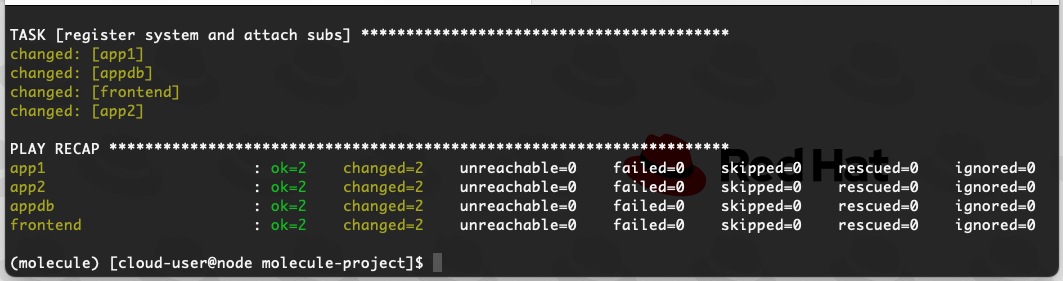 TASK [register system and attach subs] *****************************************
changed: [app1]
changed: [appdb]
changed: [frontend]
changed: [app2]
PLAY RECAP *********************************************************************
app1 : ok=2 changed=2 unreachable=0 failed=0 skipped=0 rescued=0 ignored=0
app2 : ok=2 changed=2 unreachable=0 failed=0 skipped=0 rescued=0 ignored=0
appdb : ok=2 changed=2 unreachable=0 failed=0 skipped=0 rescued=0 ignored=0
frontend : ok=2 changed=2 unreachable=0 failed=0 skipped=0 rescued=0 ignored=0
Red Hat
(molecule) [cloud-user@node molecule-project]$